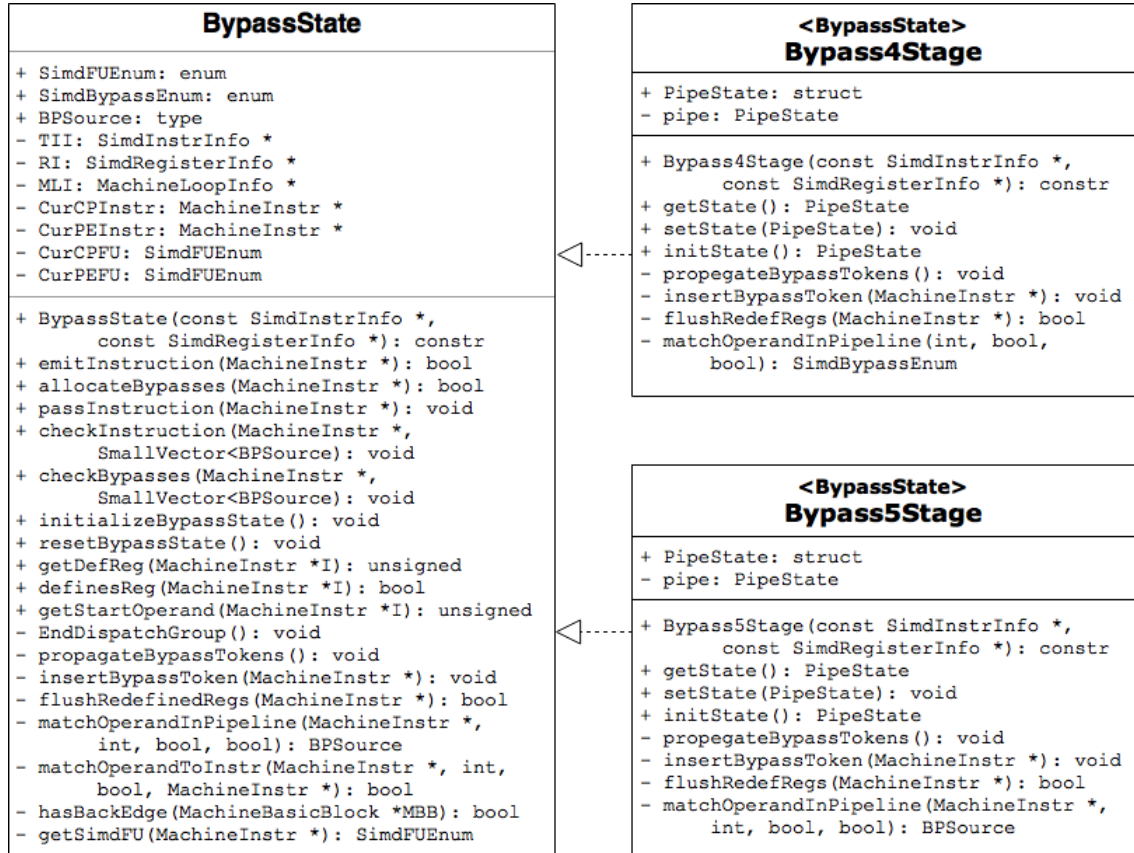 BypassState
+ SimdFUEnum: enum
+ SimdBypassEnum: enum
+ BPSource: type
- TII: SimdInstrInfo *
- RI: SimdRegisterInfo *
- MLI: MachineLoopInfo *
- CurCPInstr: MachineInstr *
- CurPEInstr: MachineInstr *
- CurCPFU: SimdFUEnum
- CurPEFU: SimdFUEnum
+ BypassState(const SimdInstrInfo *,
const SimdRegisterInfo *): constr
+ emitInstruction(MachineInstr *): bool
+ allocateBypasses(MachineInstr *): bool
+ passInstruction(MachineInstr *): void
+ checkInstruction(MachineInstr *,
SmallVector<BPSource): void
+ checkBypasses(MachineInstr *,
SmallVector<BPSource): void
+ initializeBypassState(): void
+ resetBypassState(): void
+ getDefReg(MachineInstr *I): unsigned
+ definesReg(MachineInstr *I): bool
+ getStartOperand(MachineInstr *I): unsigned
- EndDispatchGroup(): void
- propagateBypassTokens(): void
- insertBypassToken(MachineInstr *): void
- flushRedefinedRegs(MachineInstr *): bool
- matchOperandInPipeline(MachineInstr *,
int, bool, bool): BPSource
- matchOperandToInstr(MachineInstr *, int,
bool, MachineInstr *): bool
- hasBackEdge(MachineBasicBlock *MBB): bool
- getSimdFU(MachineInstr *): SimdFUEnum
<BypassState>
Bypass4Stage
+ PipeState: struct
- pipe: PipeState
+ Bypass4Stage(const SimdInstrInfo *,
const SimdRegisterInfo *): constr
+ getState(): PipeState
+ setState(PipeState): void
+ initState(): PipeState
- propegateBypassTokens(): void
- insertBypassToken(MachineInstr *): void
- flushRedefRegs(MachineInstr *): bool
- matchOperandInPipeline(int, bool,
bool): SimdBypassEnum
<BypassState>
Bypass5Stage
+ PipeState: struct
- pipe: PipeState
+ Bypass5Stage(const SimdInstrInfo *,
const SimdRegisterInfo *): constr
+ getState(): PipeState
+ setState(PipeState): void
+ initState(): PipeState
- propegateBypassTokens(): void
- insertBypassToken(MachineInstr *): void
- flushRedefRegs(MachineInstr *): bool
- matchOperandInPipeline(MachineInstr *,
int, bool, bool): BPSource